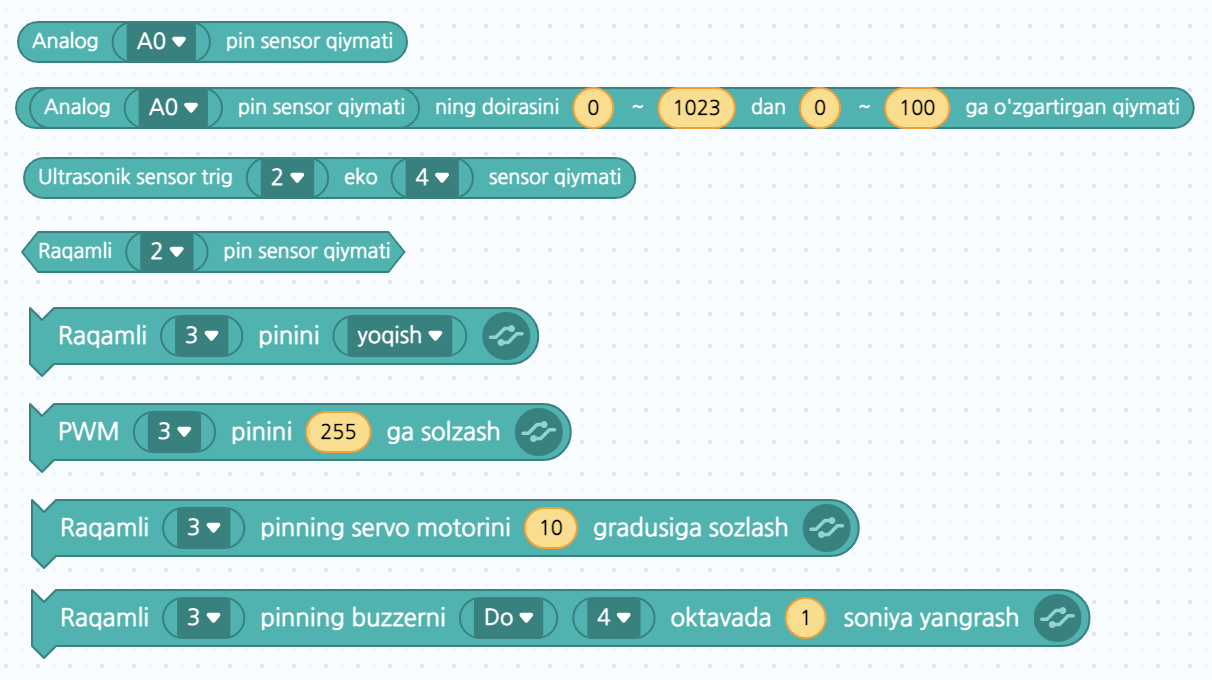 Analog A0 pin sensor qiymati
Analog A0 pin sensor qiymati ning doirasini 0 ~ 1023 dan 0 ~ 100 ga o'zgartirgan qiymati
Ultrasonik sensor trig 2 eko 4 sensor qiymati
Raqamli 2 pin sensor qiymati
Raqamli 3 pinini yoqish
PWM 3 pinini 255 ga solzash
Raqamli 3 pinning servo motorini 10 gradusiga sozlash
Raqamli 3 pinning buzzerni Do 4 oktavada 1 soniya yangrash